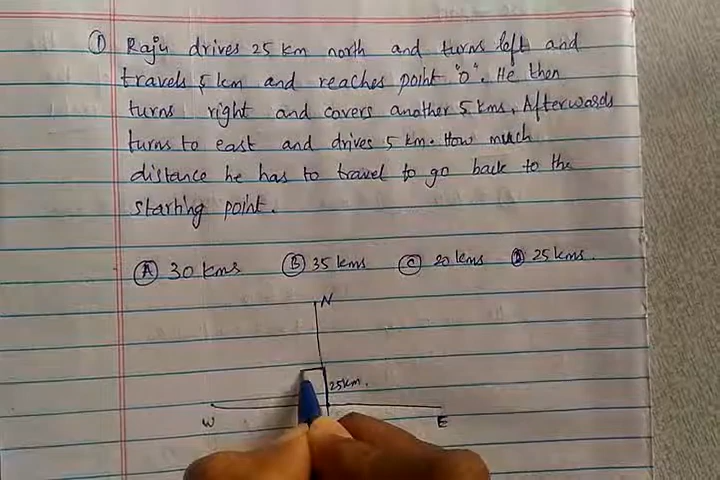 ① Raju drives 25 km north and turns left and
travels 5 km and reaches point "O". He then
turns right and covers another 5 kms. Afterwards
turns to east and drives 5 km. How much
distance he has to travel to go back to the
starting point.
Ⓐ 30 kms Ⓑ 35 kms Ⓒ 20 kms Ⓓ 25 kms.
N
25km.
W E